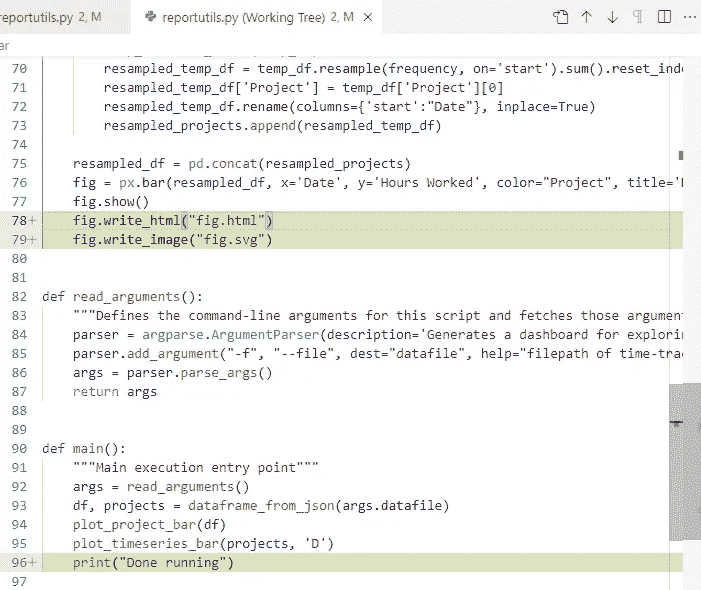 reportutils.py 2, M
reportutils.py (Working Tree) 2, M
ar
70 resampled_temp_df = temp_df.resample(frequency, on='start').sum().reset_inde
71 resampled_temp_df['Project'] = temp_df['Project'][0]
72 resampled_temp_df.rename(columns={'start':"Date"}, inplace=True)
73 resampled_projects.append(resampled_temp_df)
74
75 resampled_df = pd.concat(resampled_projects)
76 fig = px.bar(resampled_df, x='Date', y='Hours Worked', color="Project", title='
77 fig.show()
78+ fig.write_html("fig.html")
79+ fig.write_image("fig.svg")
80
81
82 def read_arguments():
83 """Defines the command-line arguments for this script and fetches those argumen
84 parser = argparse.ArgumentParser(description='Generates a dashboard for explori
85 parser.add_argument("-f", "--file", dest="datafile", help="filepath of time-tra
86 args = parser.parse_args()
87 return args
88
89
90 def main():
91 """Main execution entry point"""
92 args = read_arguments()
93 df, projects = dataframe_from_json(args.datafile)
94 plot_project_bar(df)
95 plot_timeseries_bar(projects, 'D')
96+ print("Done running")
97